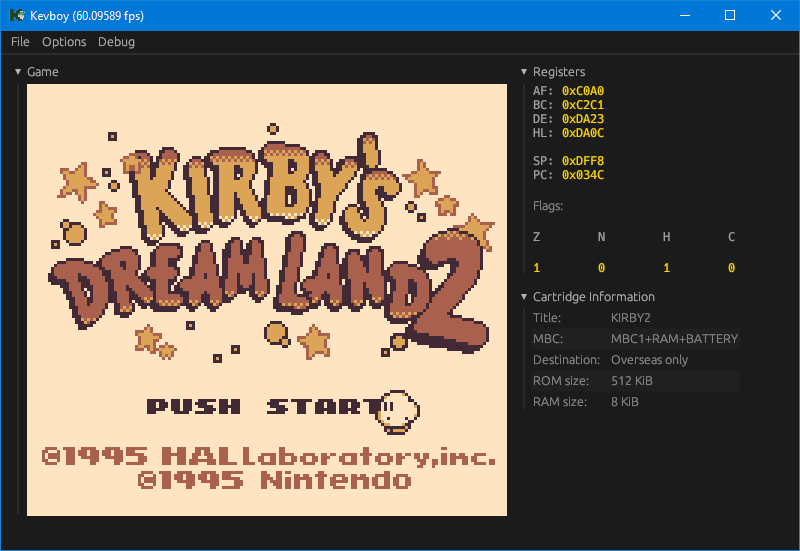 Kevboy (60.09589 fps)
File Options Debug
Game
KIRBY'S
DREAM LAND 2
PUSH START
©1995 HAL Laboratory,inc.
©1995 Nintendo
Registers
AF: 0xC0A0
BC: 0xC2C1
DE: 0xDA23
HL: 0xDA0C
SP: 0xDFF8
PC: 0x034C
Flags:
Z N H C
1 0 1 0
Cartridge Information
Title: KIRBY2
MBC: MBC1+RAM+BATTERY
Destination: Overseas only
ROM size: 512 KiB
RAM size: 8 KiB